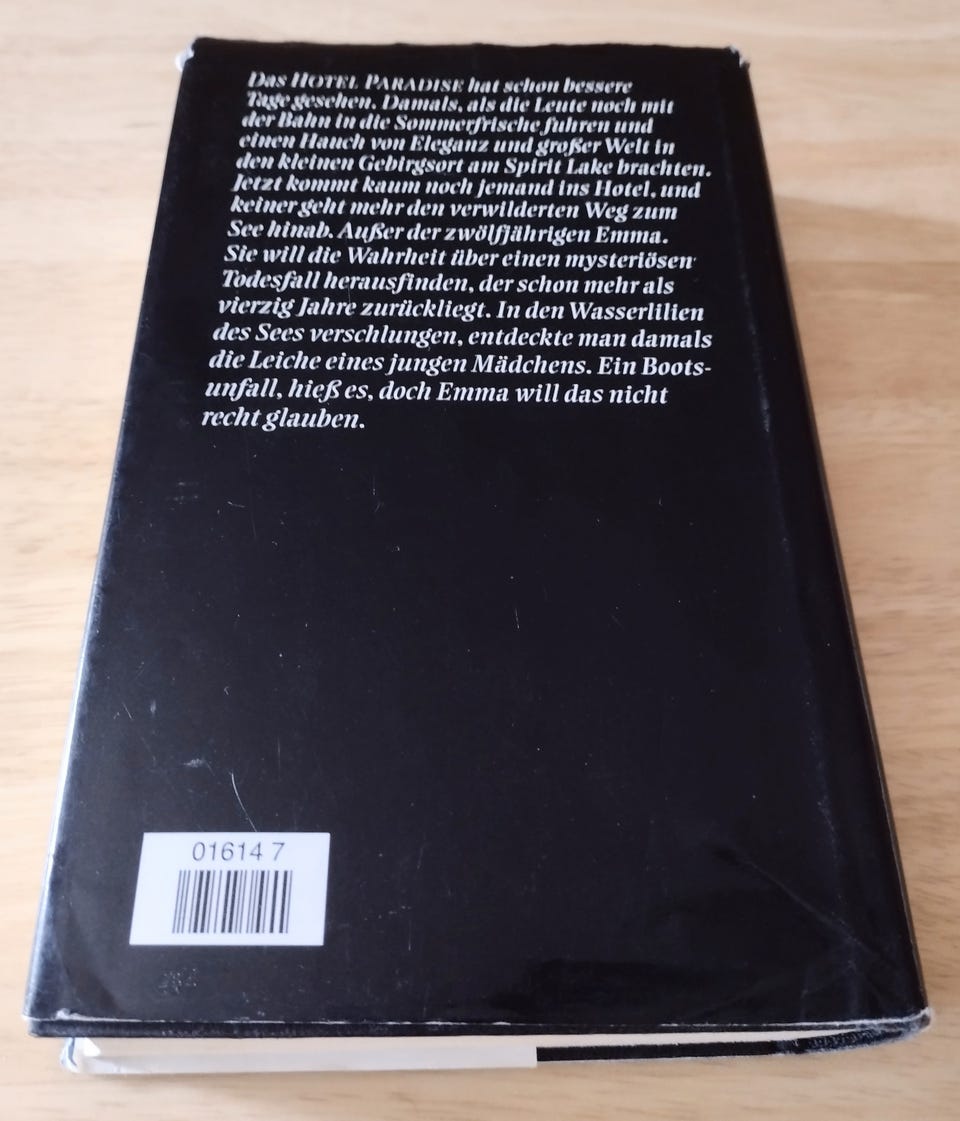 Das HOTEL PARADISE hat schon bessere
Tage gesehen. Damals, als die Leute noch mit
der Bahn in die Sommerfrische fuhren und
einen Hauch von Eleganz und großer Welt in
den kleinen Gebirgsort am Spirit Lake brachten.
Jetzt kommt kaum noch jemand ins Hotel, und
keiner geht mehr den verwilderten Weg zum
See hinab. Außer der zwölfjährigen Emma.
Sie will die Wahrheit über einen mysteriösen
Todesfall herausfinden, der schon mehr als
vierzig Jahre zurückliegt. In den Wasserlilien
des Sees verschlungen, entdeckte man damals
die Leiche eines jungen Mädchens. Ein Boots-
unfall, hieß es, doch Emma will das nicht
recht glauben.
01614 7